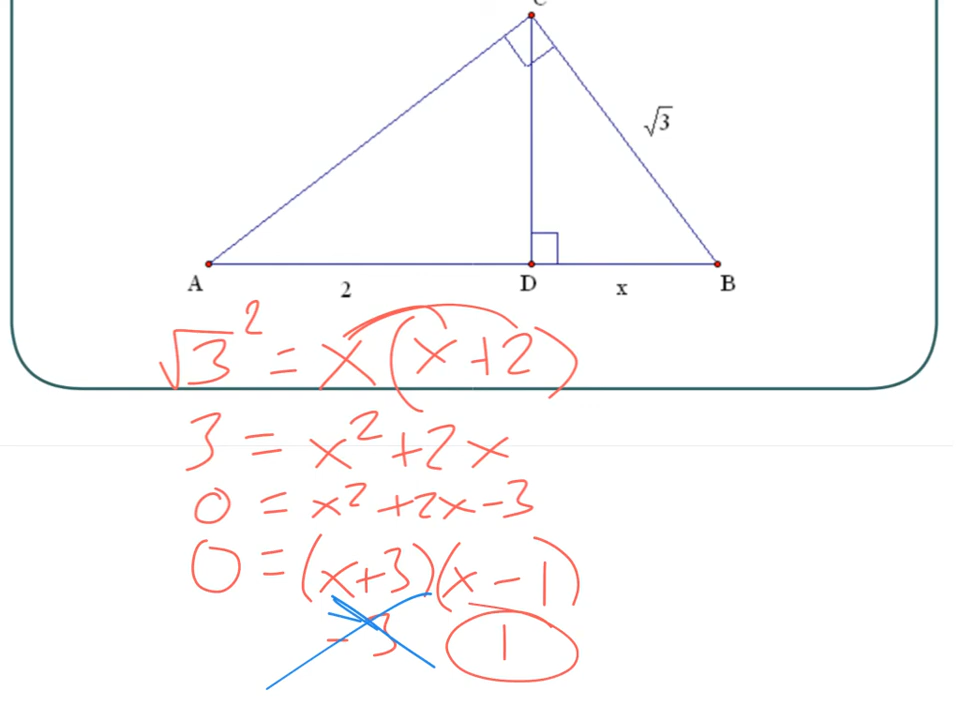 C
√3
A 2 D x B
√3² = x(x+2)
3 = x²+2x
0 = x²+2x-3
0 = (x+3)(x-1)
-3 1